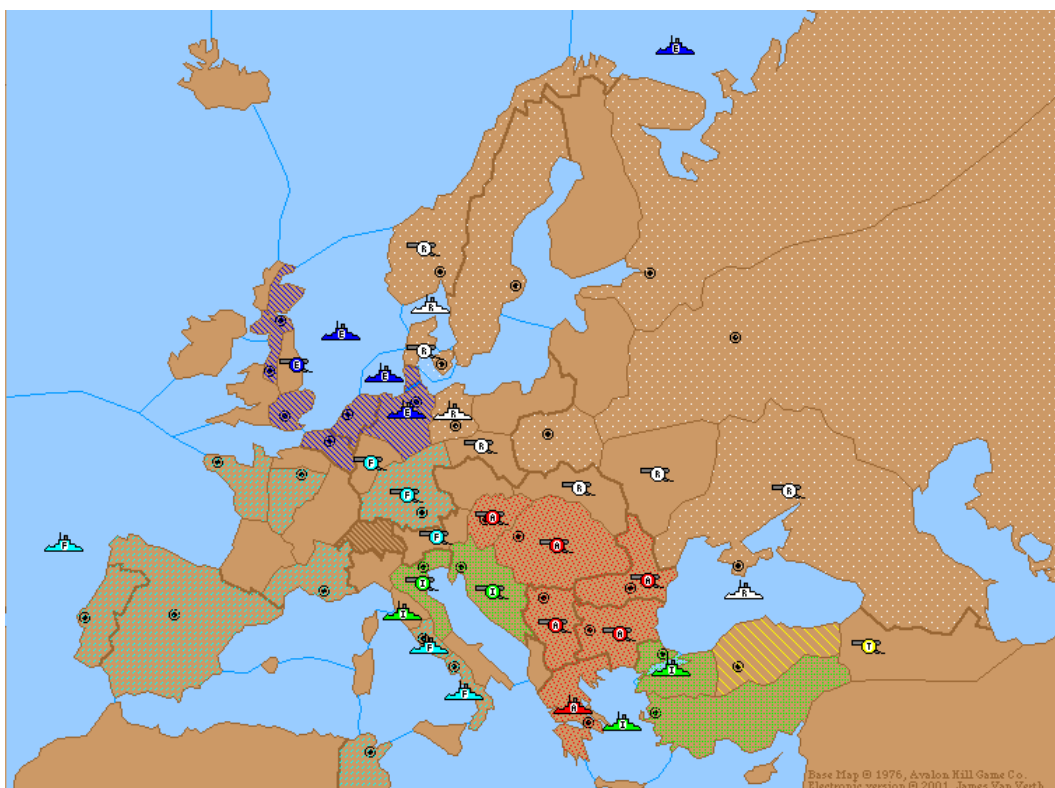 E
R
R
E
R
E
E
E
R
R
F
R
R
R
F
A
F
F
A
A
I
I
R
I
A
A
F
T
I
F
A
I
Base Map © 1976, Avalon Hill Game Co.
Electronic version © 2001, James Van Verth